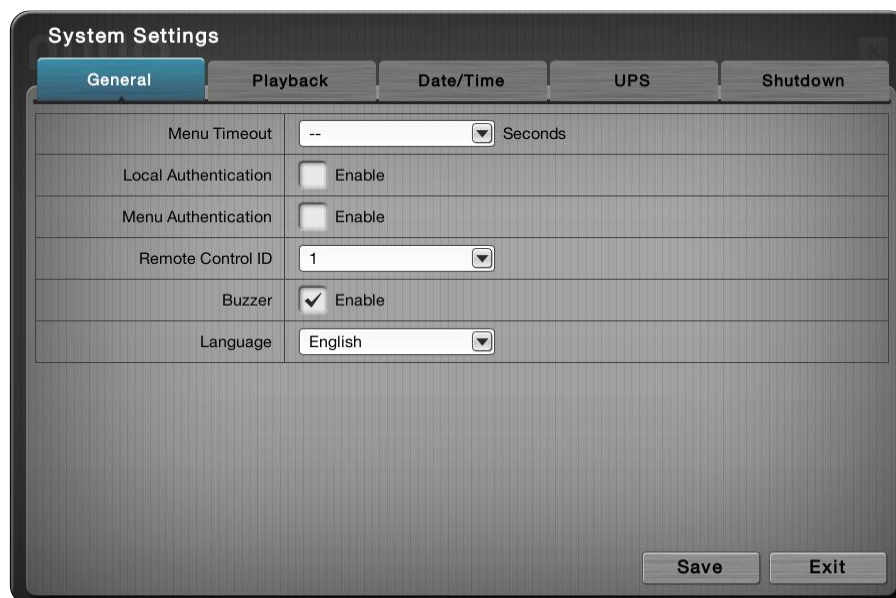 System Settings
General Playback Date/Time UPS Shutdown
Menu Timeout -- Seconds
Local Authentication Enable
Menu Authentication Enable
Remote Control ID 1
Buzzer Enable
Language English
Save Exit